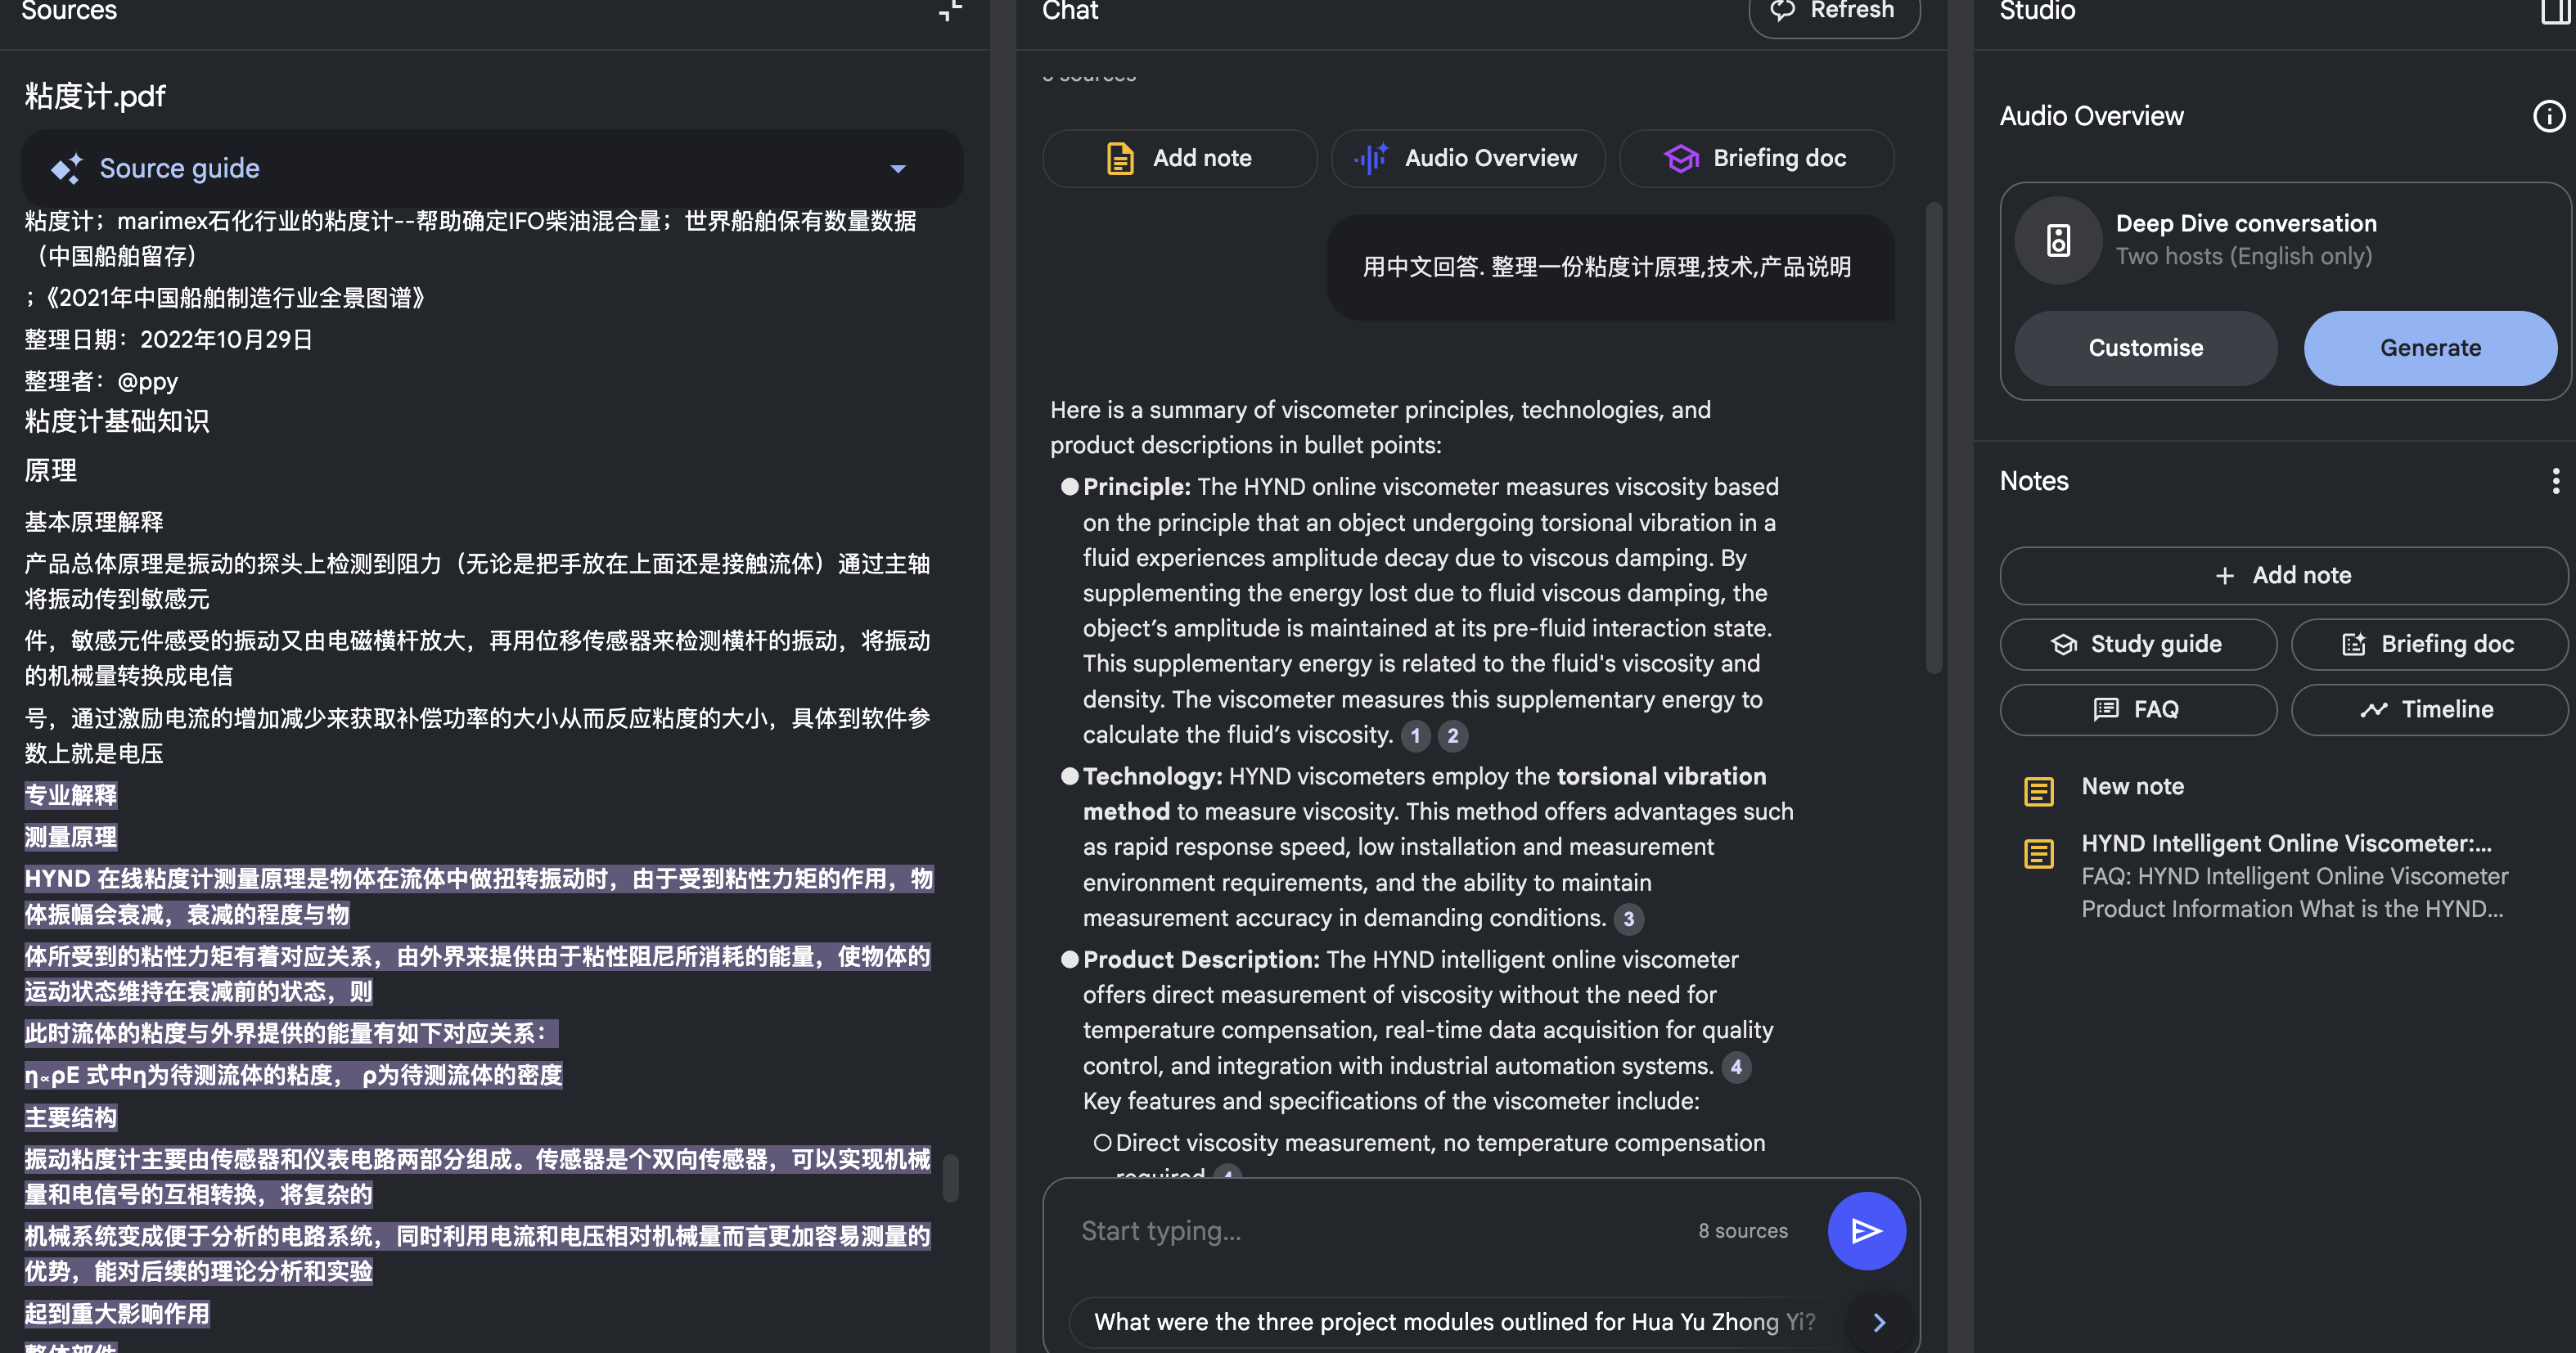 Sources
粘度计.pdf
Source guide
粘度计；marimex石化行业的粘度计--帮助确定IFO柴油混合量；世界船舶保有数量数据
（中国船舶留存）
；《2021年中国船舶制造行业全景图谱》
整理日期：2022年10月29日
整理者：@ppy
粘度计基础知识
原理
基本原理解释
产品总体原理是振动的探头上检测到阻力（无论是把手放在上面还是接触流体）通过主轴
将振动传到敏感元
件，敏感元件感受的振动又由电磁横杆放大，再用位移传感器来检测横杆的振动，将振动
的机械量转换成电信
号，通过激励电流的增加减少来获取补偿功率的大小从而反应粘度的大小，具体到软件参
数上就是电压
专业解释
测量原理
HYND 在线粘度计测量原理是物体在流体中做扭转振动时，由于受到粘性力矩的作用，物
体振幅会衰减，衰减的程度与物
体所受到的粘性力矩有着对应关系，由外界来提供由于粘性阻尼所消耗的能量，使物体的
运动状态维持在衰减前的状态，则
此时流体的粘度与外界提供的能量有如下对应关系：
η∝ρE 式中η为待测流体的粘度， ρ为待测流体的密度
主要结构
振动粘度计主要由传感器和仪表电路两部分组成。传感器是个双向传感器，可以实现机械
量和电信号的互相转换，将复杂的
机械系统变成便于分析的电路系统，同时利用电流和电压相对机械量而言更加容易测量的
优势，能对后续的理论分析和实验
起到重大影响作用
整体部件
Chat
Refresh
8 sources
Add note
Audio Overview
Briefing doc
用中文回答. 整理一份粘度计原理,技术,产品说明
Here is a summary of viscometer principles, technologies, and
product descriptions in bullet points:
Principle: The HYND online viscometer measures viscosity based
on the principle that an object undergoing torsional vibration in a
fluid experiences amplitude decay due to viscous damping. By
supplementing the energy lost due to fluid viscous damping, the
object’s amplitude is maintained at its pre-fluid interaction state.
This supplementary energy is related to the fluid's viscosity and
density. The viscometer measures this supplementary energy to
calculate the fluid’s viscosity. 1 2
Technology: HYND viscometers employ the torsional vibration
method to measure viscosity. This method offers advantages such
as rapid response speed, low installation and measurement
environment requirements, and the ability to maintain
measurement accuracy in demanding conditions. 3
Product Description: The HYND intelligent online viscometer
offers direct measurement of viscosity without the need for
temperature compensation, real-time data acquisition for quality
control, and integration with industrial automation systems. 4
Key features and specifications of the viscometer include:
Direct viscosity measurement, no temperature compensation
required 4
Start typing...
8 sources
What were the three project modules outlined for Hua Yu Zhong Yi?
Studio
Audio Overview
Deep Dive conversation
Two hosts (English only)
Customise
Generate
Notes
+ Add note
Study guide
Briefing doc
FAQ
Timeline
New note
HYND Intelligent Online Viscometer:...
FAQ: HYND Intelligent Online Viscometer
Product Information What is the HYND...